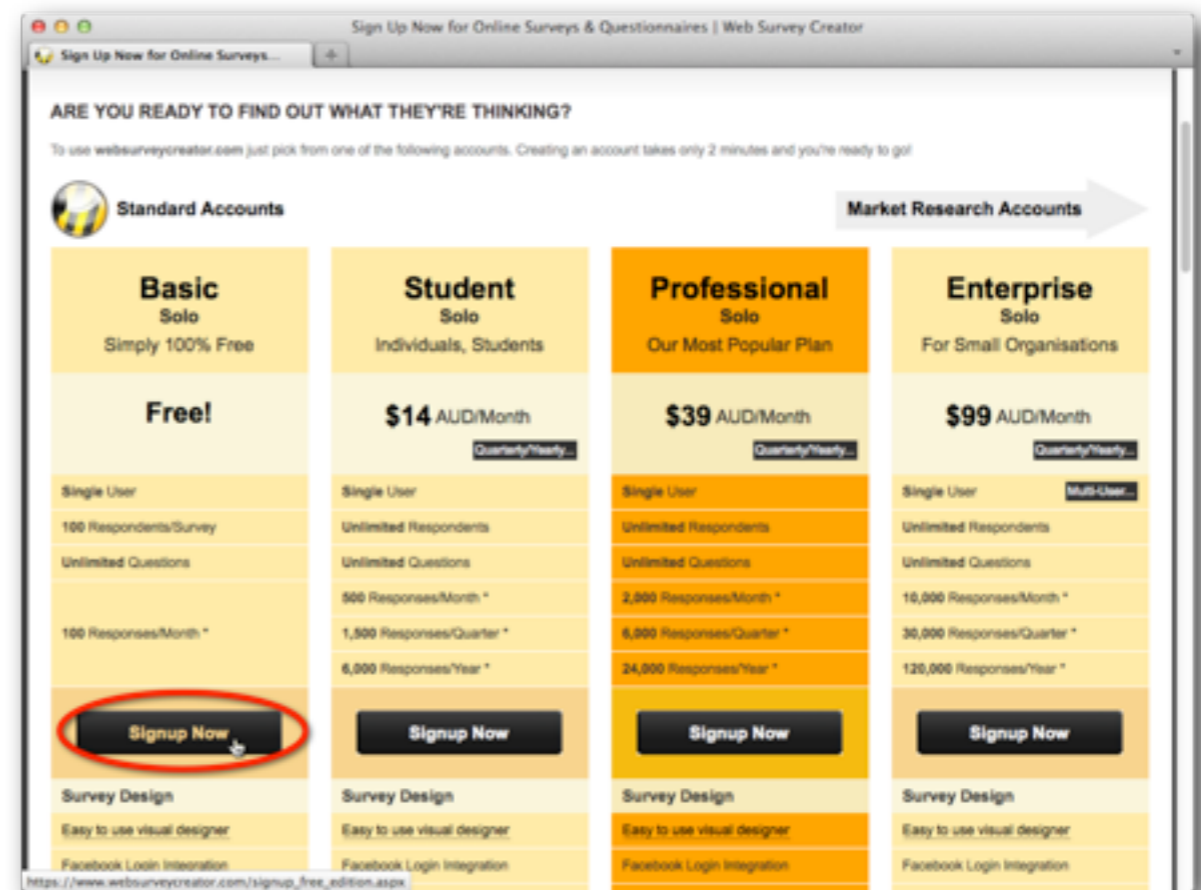 Sign Up Now for Online Surveys & Questionnaires | Web Survey Creator
Sign Up Now for Online Surveys...
ARE YOU READY TO FIND OUT WHAT THEY'RE THINKING?
To use websurveycreator.com just pick from one of the following accounts. Creating an account takes only 2 minutes and you're ready to go!
Standard Accounts
Market Research Accounts
Basic
Solo
Simply 100% Free
Free!
Single User
100 Respondents/Survey
Unlimited Questions
100 Responses/Month *
Signup Now
Survey Design
Easy to use visual designer
Facebook Login Integration
Student
Solo
Individuals, Students
$14 AUD/Month
Quarterly/Yearly...
Single User
Unlimited Respondents
Unlimited Questions
500 Responses/Month *
1,500 Responses/Quarter *
6,000 Responses/Year *
Signup Now
Survey Design
Easy to use visual designer
Facebook Login Integration
Professional
Solo
Our Most Popular Plan
$39 AUD/Month
Quarterly/Yearly...
Single User
Unlimited Respondents
Unlimited Questions
2,000 Responses/Month *
6,000 Responses/Quarter *
24,000 Responses/Year *
Signup Now
Survey Design
Easy to use visual designer
Facebook Login Integration
Enterprise
Solo
For Small Organisations
$99 AUD/Month
Quarterly/Yearly...
Single User
Multi-User...
Unlimited Respondents
Unlimited Questions
10,000 Responses/Month *
30,000 Responses/Quarter *
120,000 Responses/Year *
Signup Now
Survey Design
Easy to use visual designer
Facebook Login Integration
https://www.websurveycreator.com/signup_free_edition.aspx